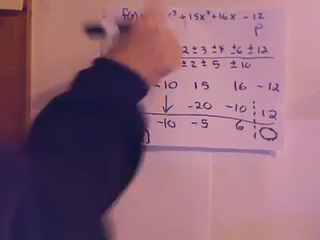 f(x) x³+15x²+16x-12
P
2 ±3 ±4 ±6 ±12
±2 ±5 ±10
-10 15 16 -12
↓ -20 -10 12
-10 -5 6 0